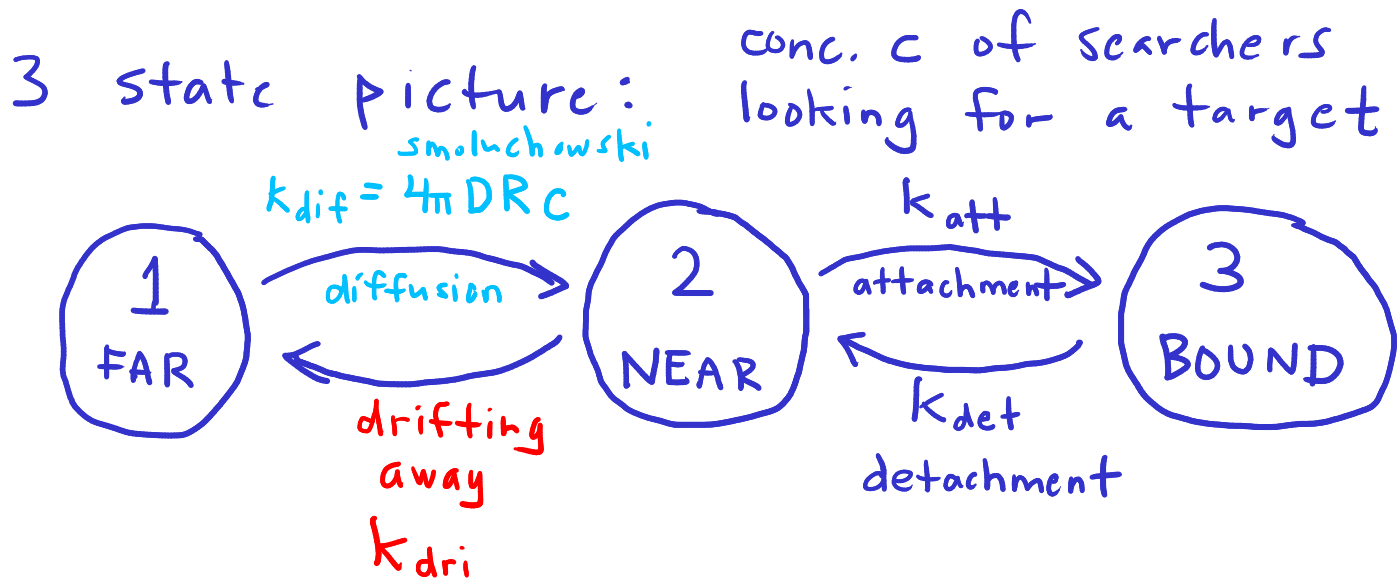 3 state picture:
conc. c of searchers
looking for a target
smoluchowski
k_dif = 4π D R c
diffusion
1
FAR
drifting
away
k_dri
2
NEAR
k_att
attachment
k_det
detachment
3
BOUND